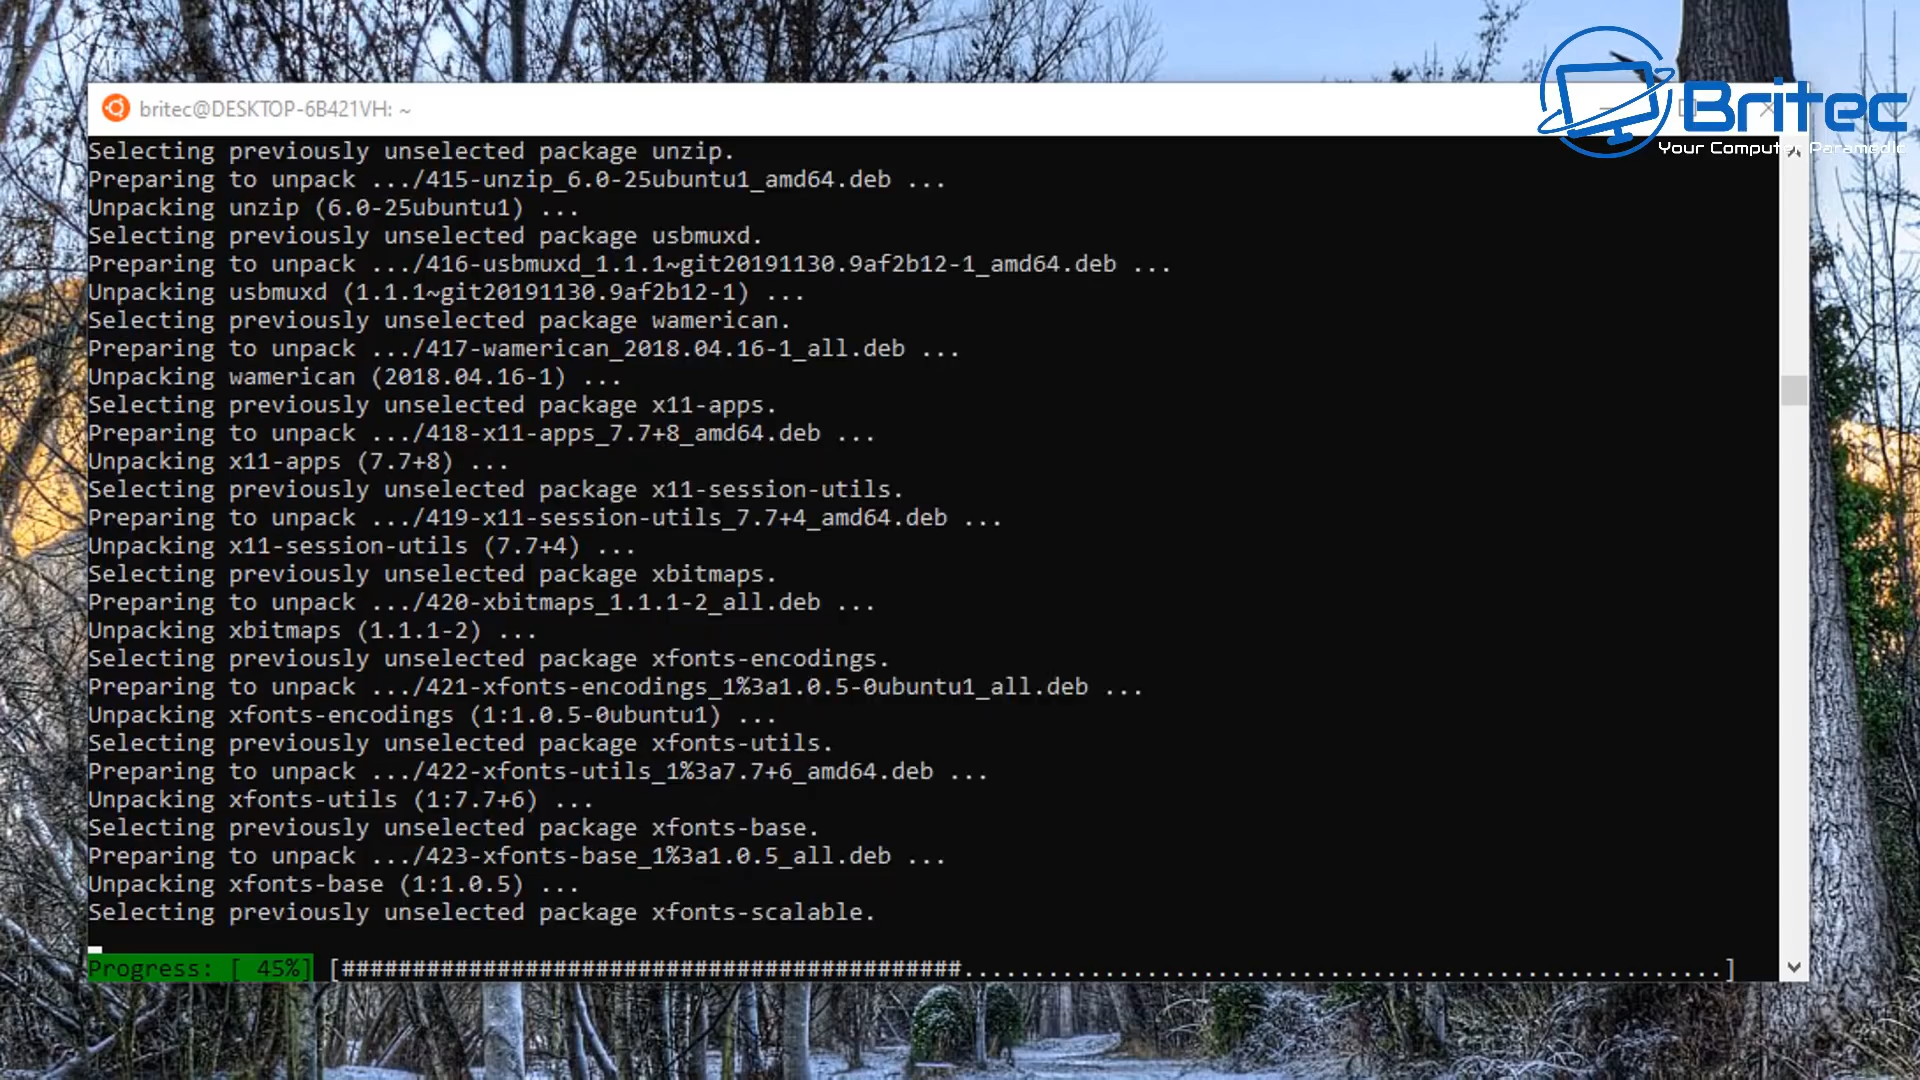 Britec
Your Computer Paramedic
britec@DESKTOP-6B421VH: ~
Selecting previously unselected package unzip.
Preparing to unpack .../415-unzip_6.0-25ubuntu1_amd64.deb ...
Unpacking unzip (6.0-25ubuntu1) ...
Selecting previously unselected package usbmuxd.
Preparing to unpack .../416-usbmuxd_1.1.1~git20191130.9af2b12-1_amd64.deb ...
Unpacking usbmuxd (1.1.1~git20191130.9af2b12-1) ...
Selecting previously unselected package wamerican.
Preparing to unpack .../417-wamerican_2018.04.16-1_all.deb ...
Unpacking wamerican (2018.04.16-1) ...
Selecting previously unselected package x11-apps.
Preparing to unpack .../418-x11-apps_7.7+8_amd64.deb ...
Unpacking x11-apps (7.7+8) ...
Selecting previously unselected package x11-session-utils.
Preparing to unpack .../419-x11-session-utils_7.7+4_amd64.deb ...
Unpacking x11-session-utils (7.7+4) ...
Selecting previously unselected package xbitmaps.
Preparing to unpack .../420-xbitmaps_1.1.1-2_all.deb ...
Unpacking xbitmaps (1.1.1-2) ...
Selecting previously unselected package xfonts-encodings.
Preparing to unpack .../421-xfonts-encodings_1%3a1.0.5-0ubuntu1_all.deb ...
Unpacking xfonts-encodings (1:1.0.5-0ubuntu1) ...
Selecting previously unselected package xfonts-utils.
Preparing to unpack .../422-xfonts-utils_1%3a7.7+6_amd64.deb ...
Unpacking xfonts-utils (1:7.7+6) ...
Selecting previously unselected package xfonts-base.
Preparing to unpack .../423-xfonts-base_1%3a1.0.5_all.deb ...
Unpacking xfonts-base (1:1.0.5) ...
Selecting previously unselected package xfonts-scalable.
Progress: [ 45%] [############################################......................................................]